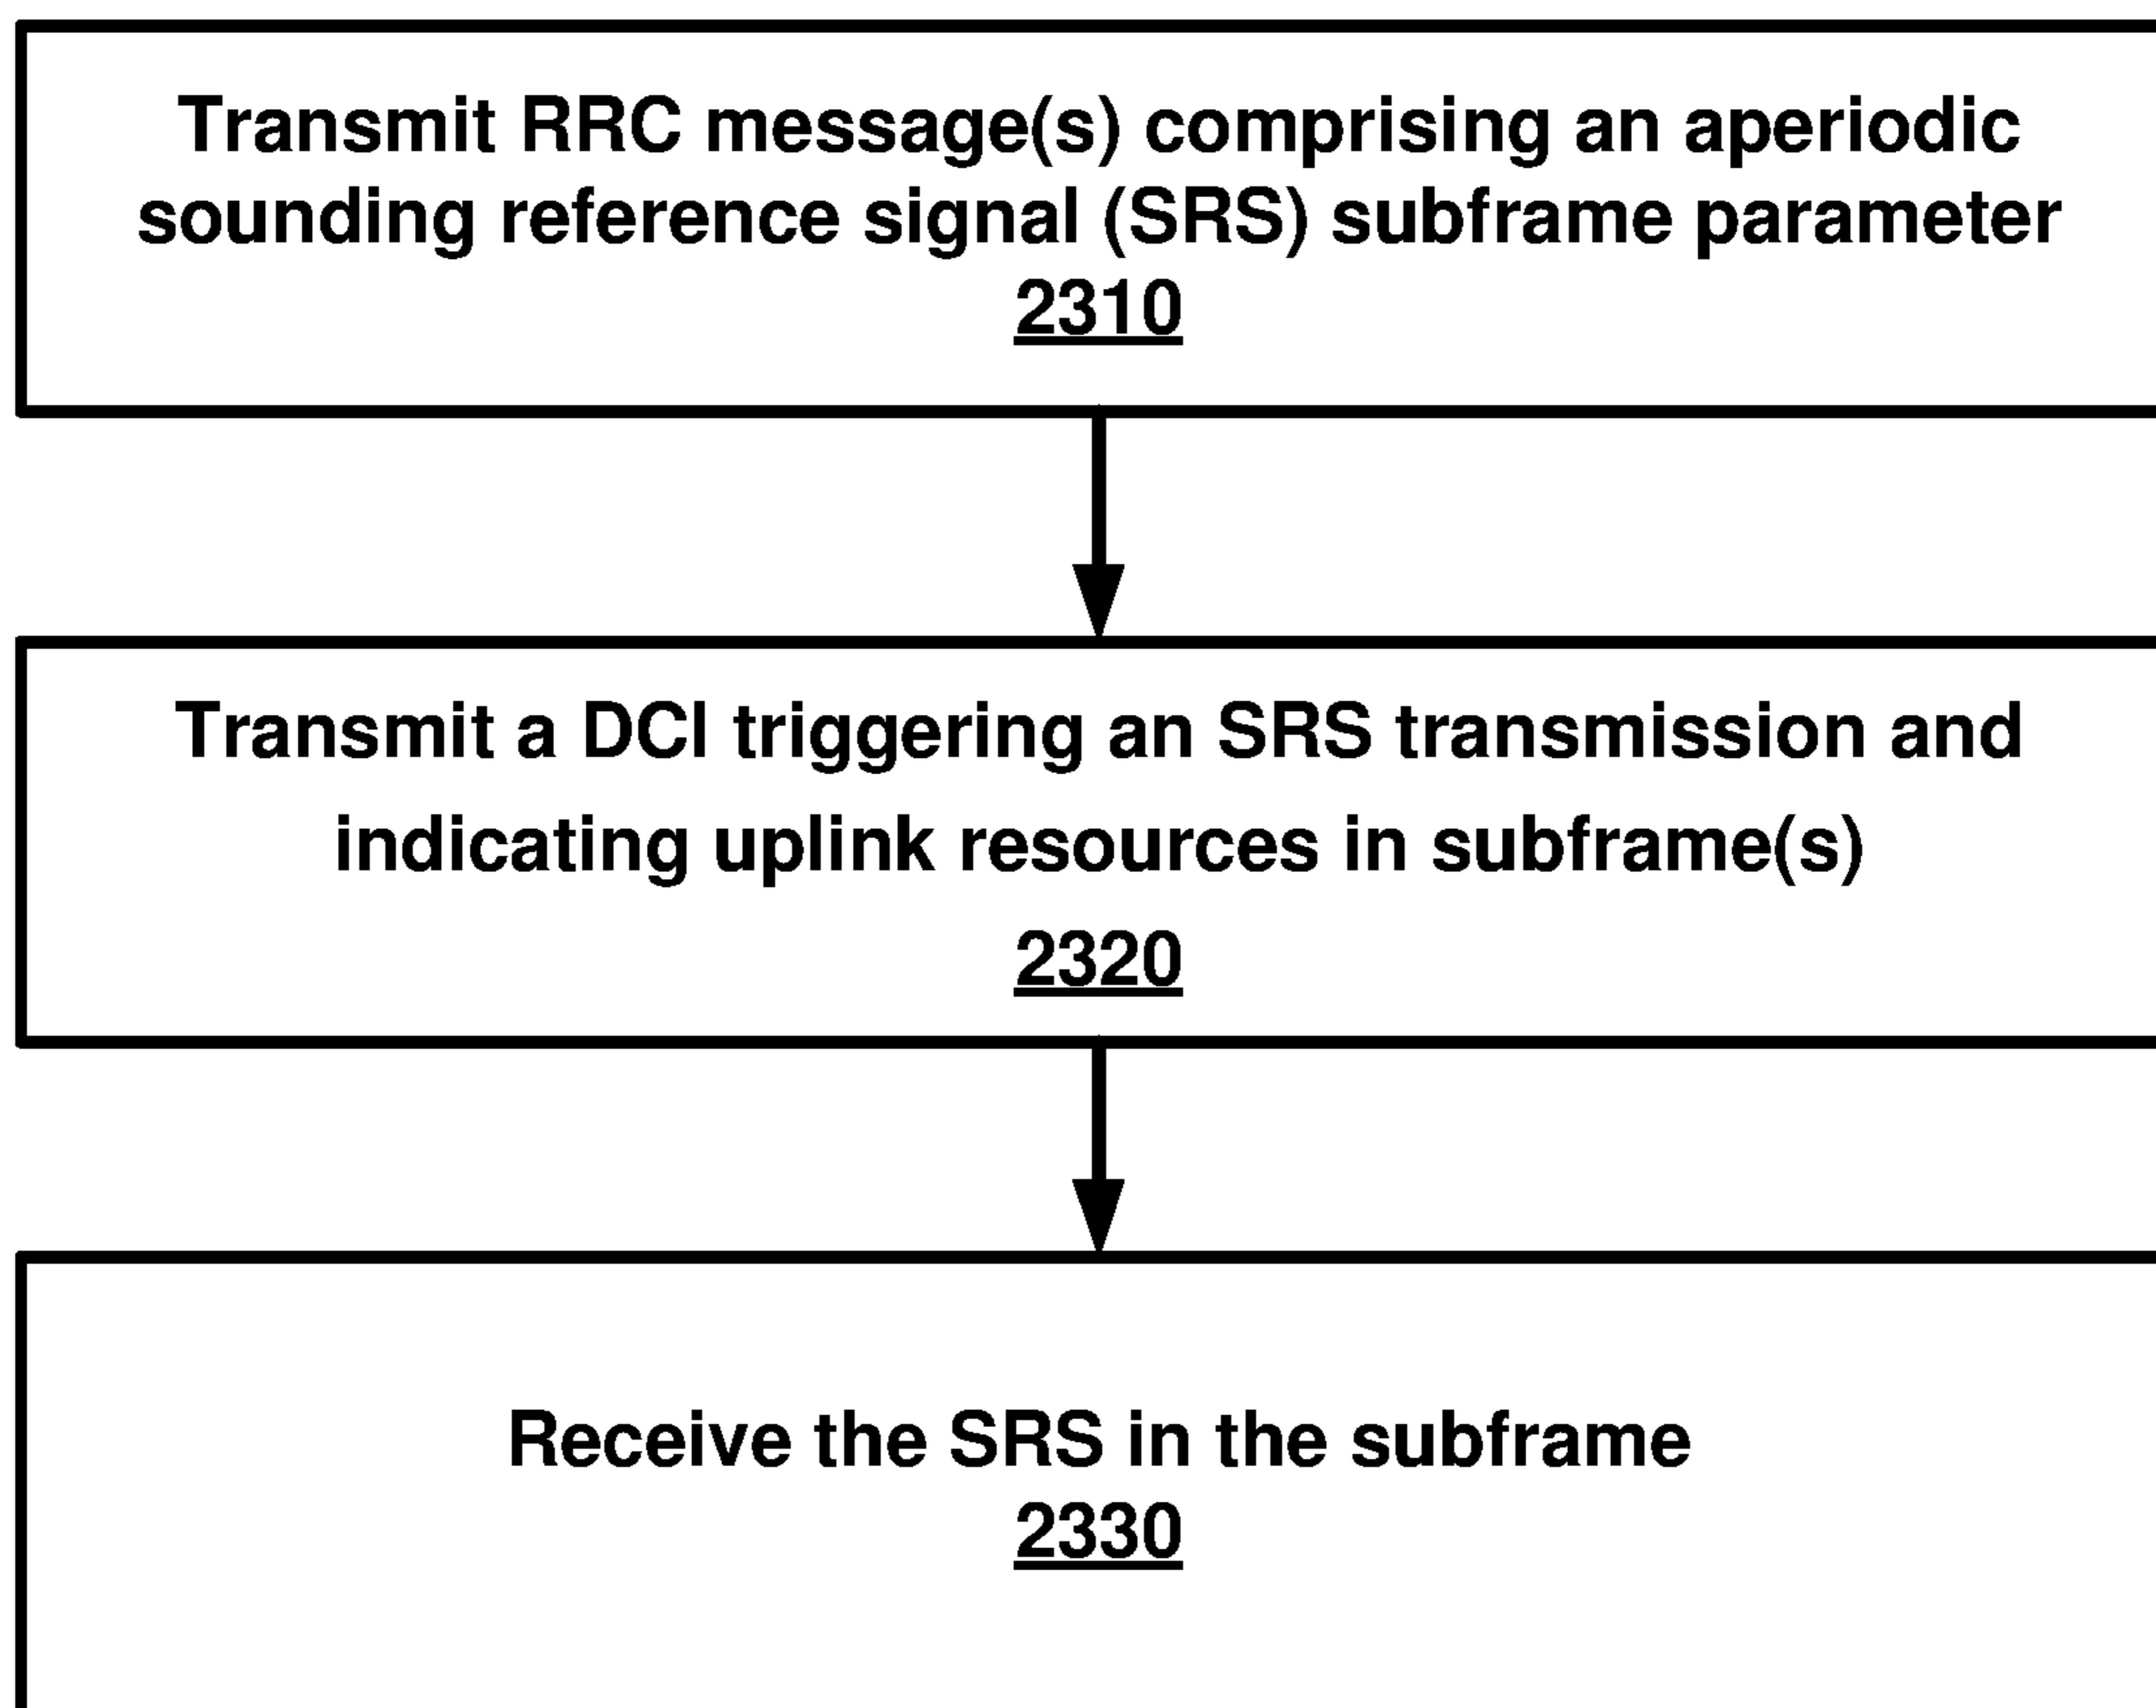 Transmit RRC message(s) comprising an aperiodic
sounding reference signal (SRS) subframe parameter
2310
Transmit a DCI triggering an SRS transmission and
indicating uplink resources in subframe(s)
2320
Receive the SRS in the subframe
2330